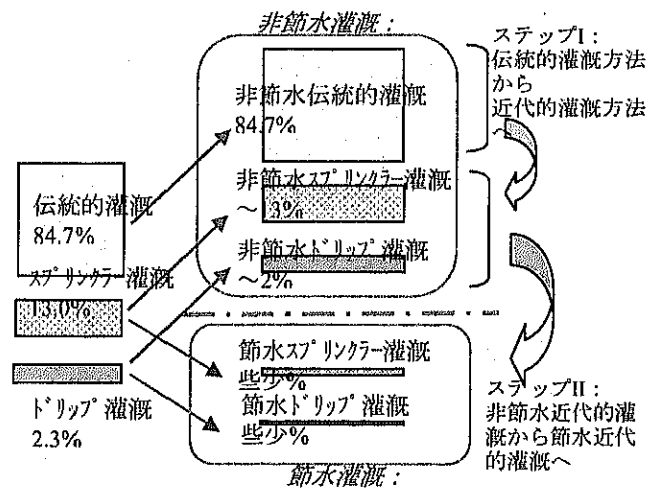 非節水灌漑：
ステップI：
伝統的灌漑方法
から
近代的灌漑方法
へ
非節水伝統的灌漑
84.7%
非節水スプリンクラー灌漑
～ 3%
非節水ドリップ灌漑
～2%
伝統的灌漑
84.7%
スプリンクラー灌漑
13.0%
ドリップ灌漑
2.3%
節水スプリンクラー灌漑
些少%
節水ドリップ灌漑
些少%
節水灌漑：
ステップII：
非節水近代的灌
漑から節水近代
的灌漑へ